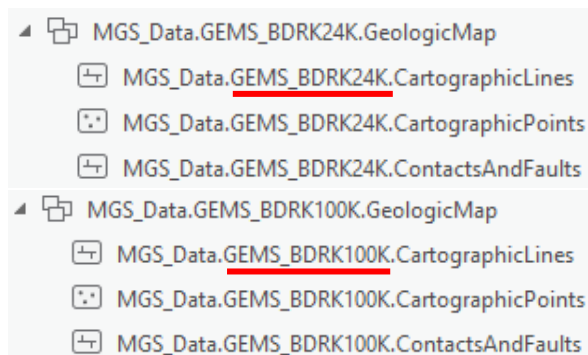 MGS_Data.GEMS_BDRK24K.GeologicMap
MGS_Data.GEMS_BDRK24K.CartographicLines
MGS_Data.GEMS_BDRK24K.CartographicPoints
MGS_Data.GEMS_BDRK24K.ContactsAndFaults
MGS_Data.GEMS_BDRK100K.GeologicMap
MGS_Data.GEMS_BDRK100K.CartographicLines
MGS_Data.GEMS_BDRK100K.CartographicPoints
MGS_Data.GEMS_BDRK100K.ContactsAndFaults